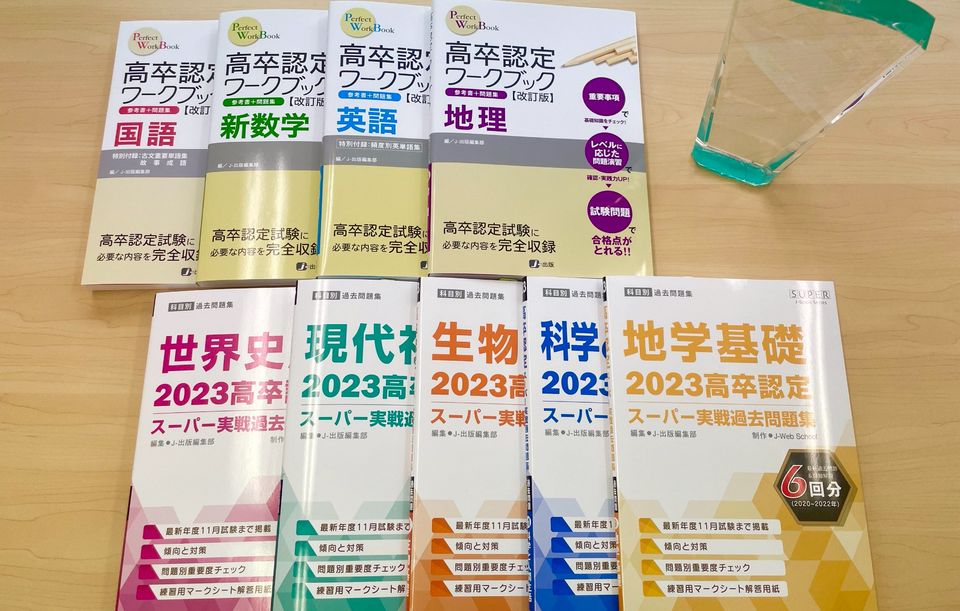 Perfect
WorkBook
高卒認定
ワークブック
参考書+問題集
【改訂版】
国語
特別付録:古文重要単語集
故事成語
編/J-出版編集部
高卒認定試験に
必要な内容を完全収録
Perfect
WorkBook
高卒認定
ワークブック
参考書+問題集
【改訂版】
新数学
編/J-出版編集部
高卒認定試験に
必要な内容を完全収録
J-出版
Perfect
WorkBook
高卒認定
ワークブック
参考書+問題集
【改訂版】
英語
特別付録:頻度別英単語集
編/J-出版編集部
高卒認定試験に
必要な内容を完全収録
Perfect
WorkBook
高卒認定
ワークブック
参考書+問題集
【改訂版】
地理
編/J-出版編集部
重要事項
で
基礎知識をチェック!
レベルに
応じた
問題演習
で
確認・実践力UP!
試験問題
で
合格点が
とれる!!
高卒認定試験に
必要な内容を完全収録
J-出版
科目別 過去問題集
世界史
2023高卒
スーパー実戦過去
編集●J-出版編集部
制作
最新年度11月試験まで掲載
傾向と対策
問題別重要度チェック
練習用マークシート解答用紙
科目別 過去問題集
現代社
2023高卒
スーパー実戦過
編集●J-出版編集部
最新年度11月試験まで
傾向と対策
問題別重要度チェック
練習用マークシート解
科目別 過去問題集
生物
2023高
スーパー実戦
編集●J-出版編集部
最新年度11月試験
傾向と対策
問題別重要度
練習用マークシ
科目別 過去
科学
2023
スーパー
編集●J-出版
最新年度
傾向と対策
問題別重
練習用マ
科目別 過去問題集
SUPER
J-Book Series
地学基礎
2023高卒認定
スーパー実戦過去問題集
編集●J-出版編集部
制作●J-Web School
最新過去問題
6回分
(2020~2022年)
最新年度11月試験まで掲載
傾向と対策
問題別重要度チェック
練習用マークシート解答用紙